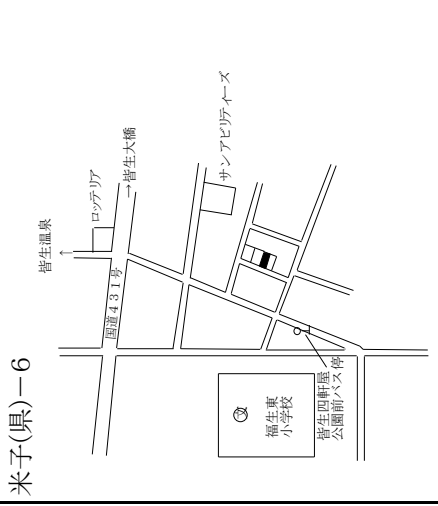 米子(県)－6
皆生温泉
↑
ロッテリア
→皆生大橋
国道431号
サンアビリティーズ
文
福生東
小学校
皆生四軒屋
公園前バス停